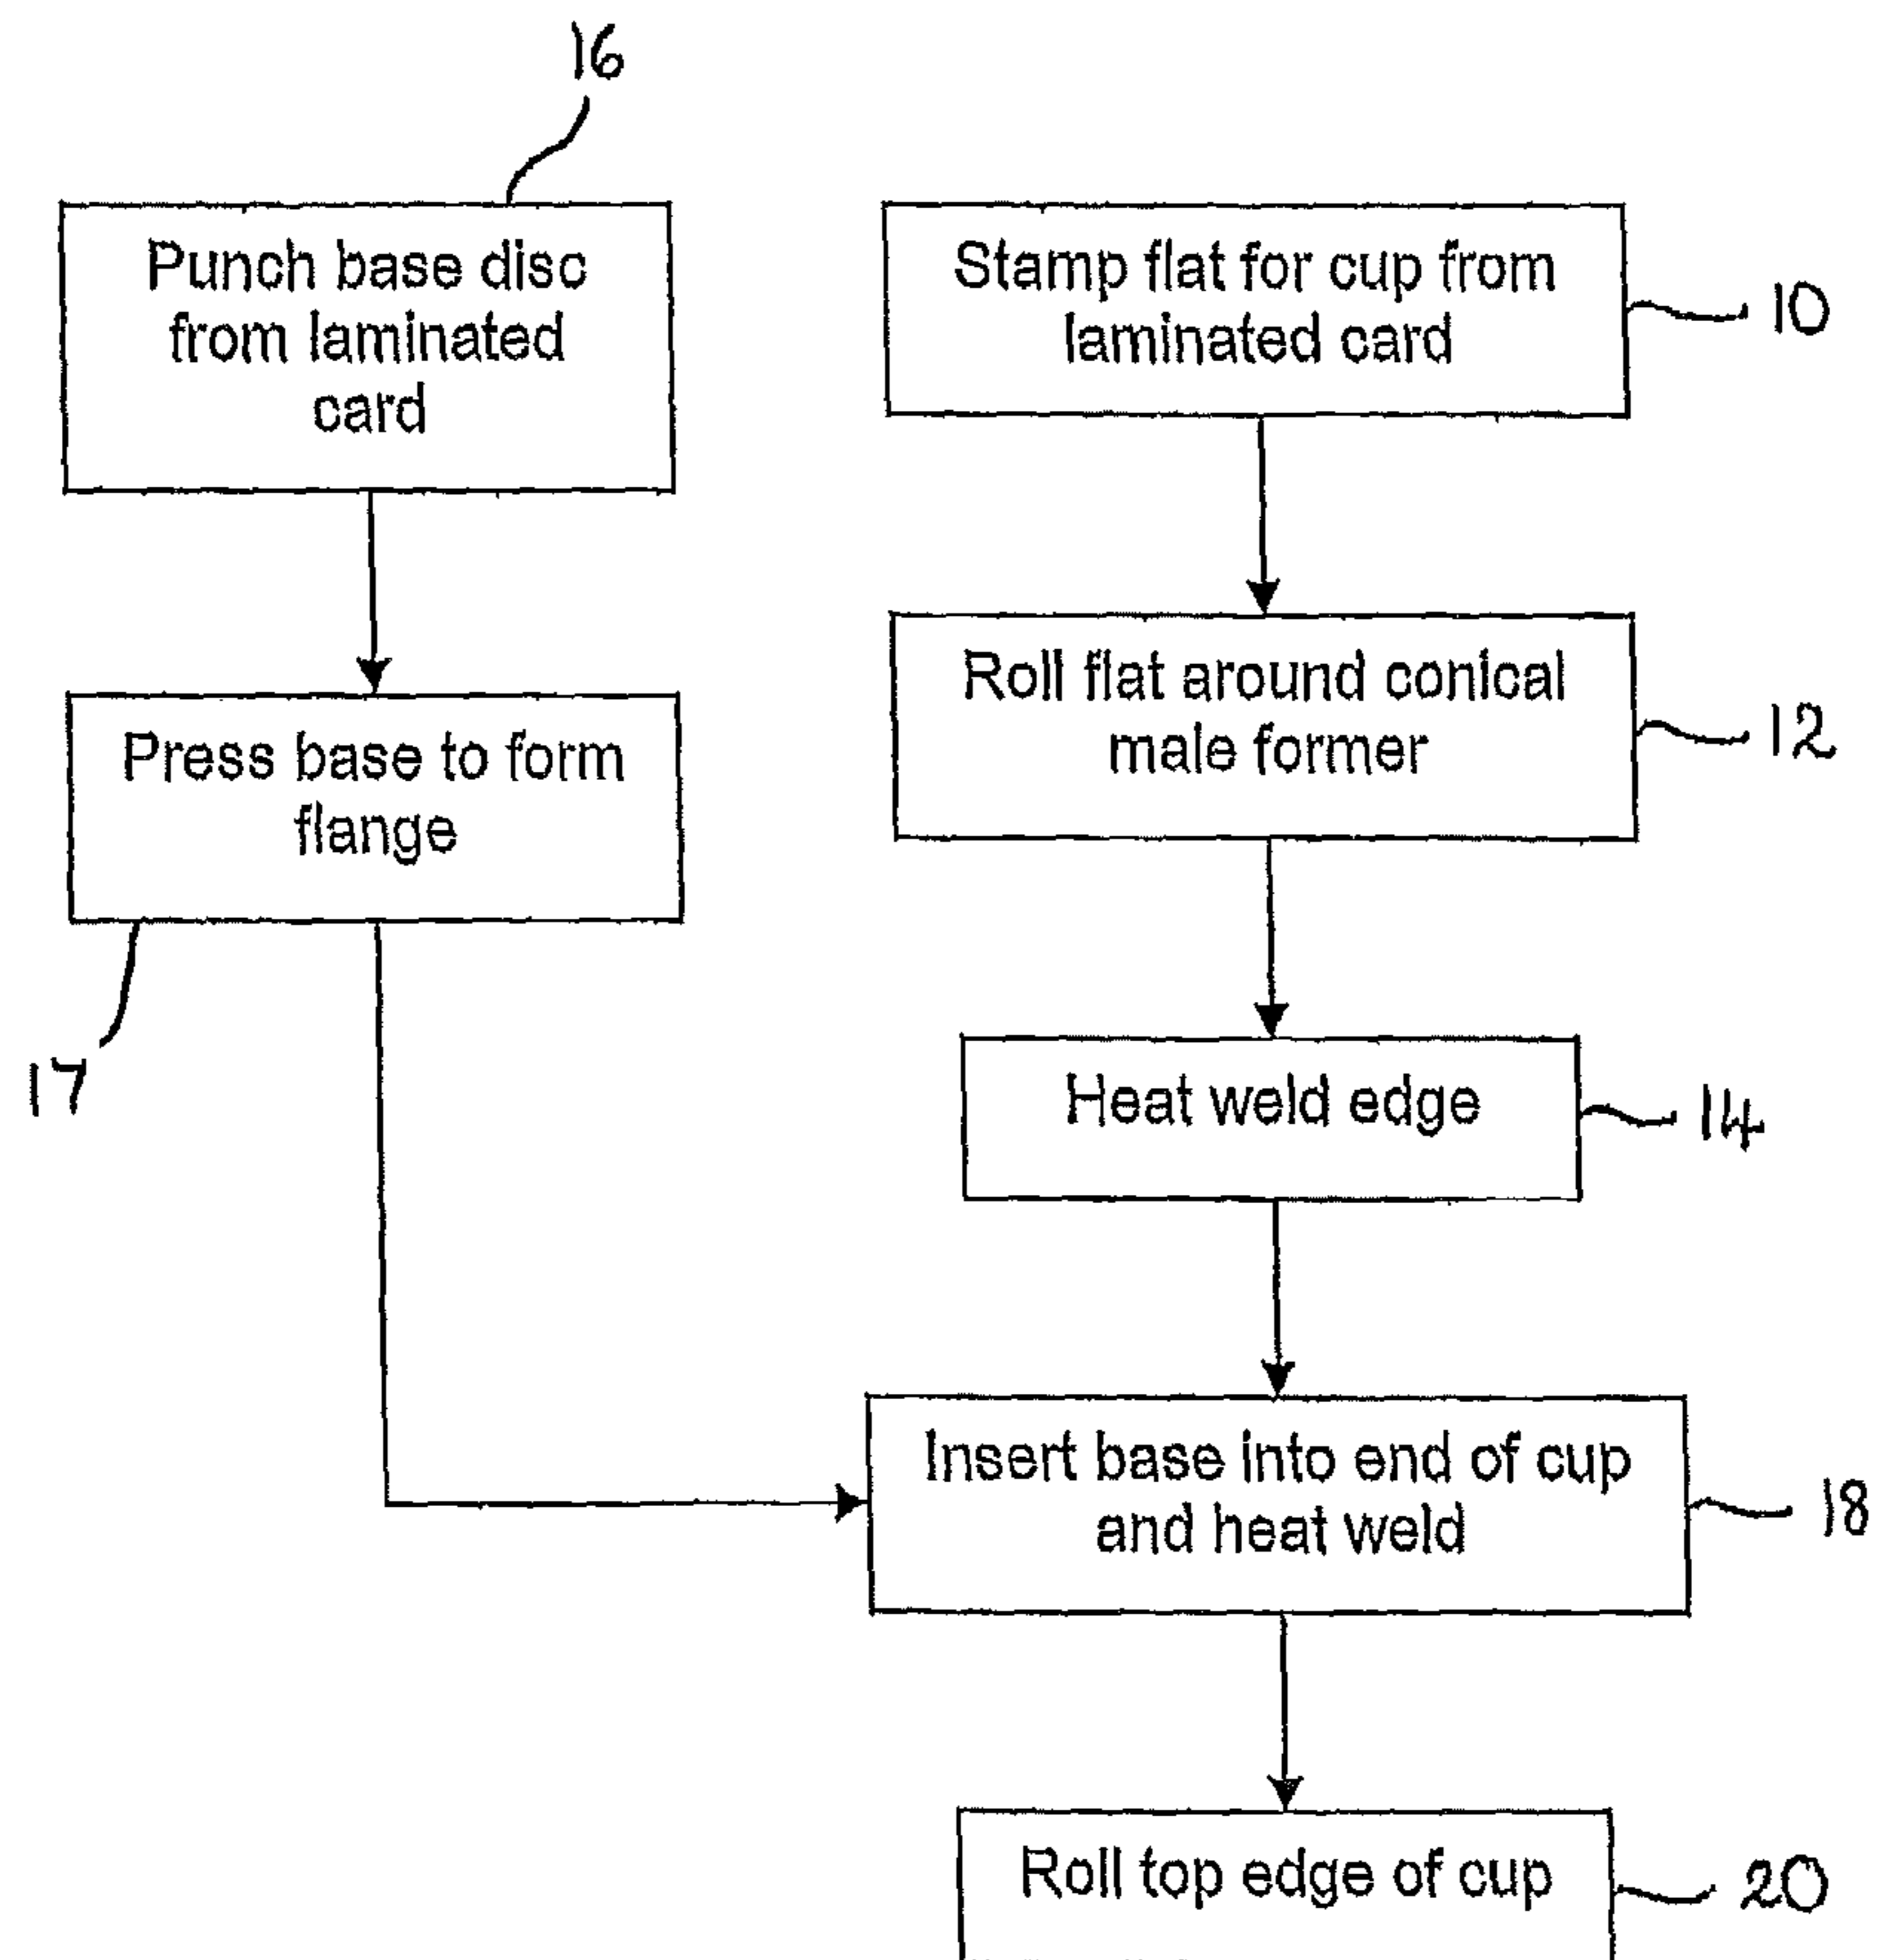 16
Punch base disc
from laminated
card
Stamp flat for cup from
laminated card
10
Press base to form
flange
17
Roll flat around conical
male former
12
Heat weld edge
14
Insert base into end of cup
and heat weld
18
Roll top edge of cup
20